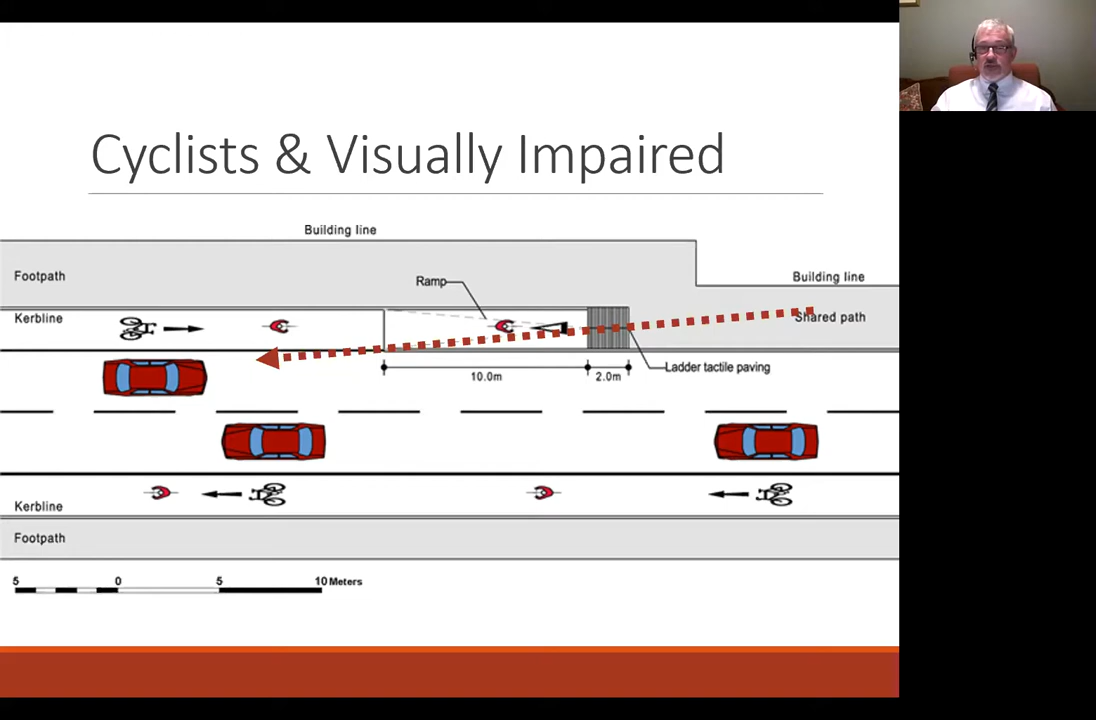 Cyclists & Visually Impaired
Building line
Footpath
Ramp
Building line
Kerbline
Shared path
Ladder tactile paving
10.0m
2.0m
Kerbline
Footpath
5 0 5 10 Meters